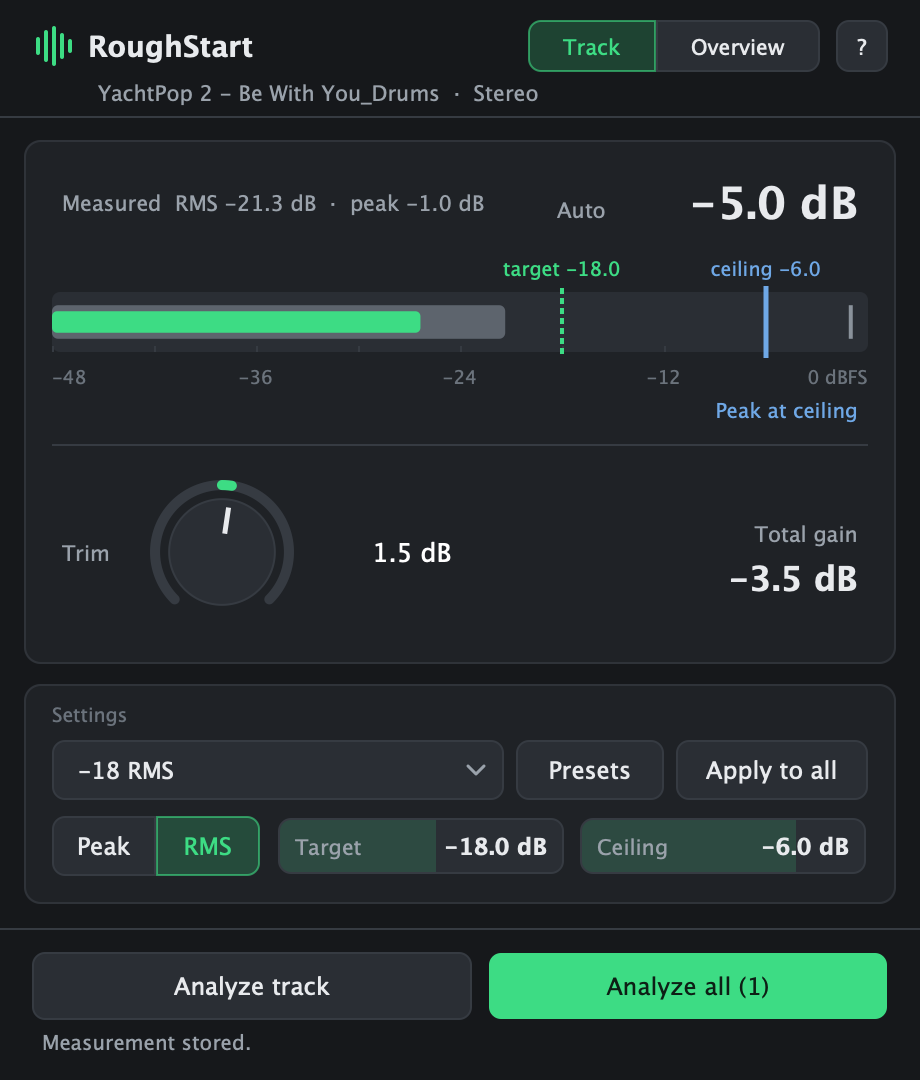 RoughStart
Track
Overview
?
YachtPop 2 – Be With You_Drums · Stereo
Measured RMS −21.3 dB · peak −1.0 dB
Auto
−5.0 dB
target −18.0
ceiling −6.0
−48
−36
−24
−12
0 dBFS
Peak at ceiling
Trim
1.5 dB
Total gain
−3.5 dB
Settings
−18 RMS
Presets
Apply to all
Peak
RMS
Target −18.0 dB
Ceiling −6.0 dB
Analyze track
Analyze all (1)
Measurement stored.